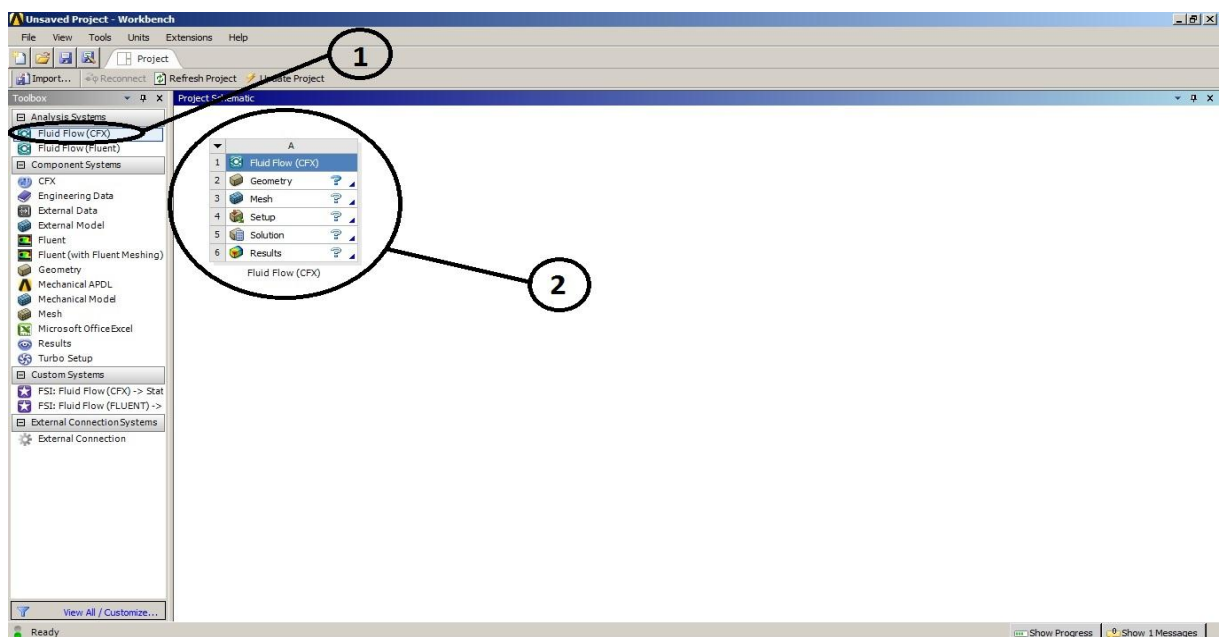 Unsaved Project - Workbench
File View Tools Units Extensions Help
Project
Import... Reconnect Refresh Project Update Project
Toolbox
Project Schematic
Analysis Systems
Fluid Flow (CFX)
Fluid Flow (Fluent)
Component Systems
CFX
Engineering Data
External Data
External Model
Fluent
Fluent (with Fluent Meshing)
Geometry
Mechanical APDL
Mechanical Model
Mesh
Microsoft Office Excel
Results
Turbo Setup
Custom Systems
FSI: Fluid Flow (CFX) -> Stat
FSI: Fluid Flow (FLUENT) ->
External Connection Systems
External Connection
View All / Customize...
1
A
1 Fluid Flow (CFX)
2 Geometry ?
3 Mesh ?
4 Setup ?
5 Solution ?
6 Results ?
Fluid Flow (CFX)
2
Ready
Show Progress Show 1 Messages